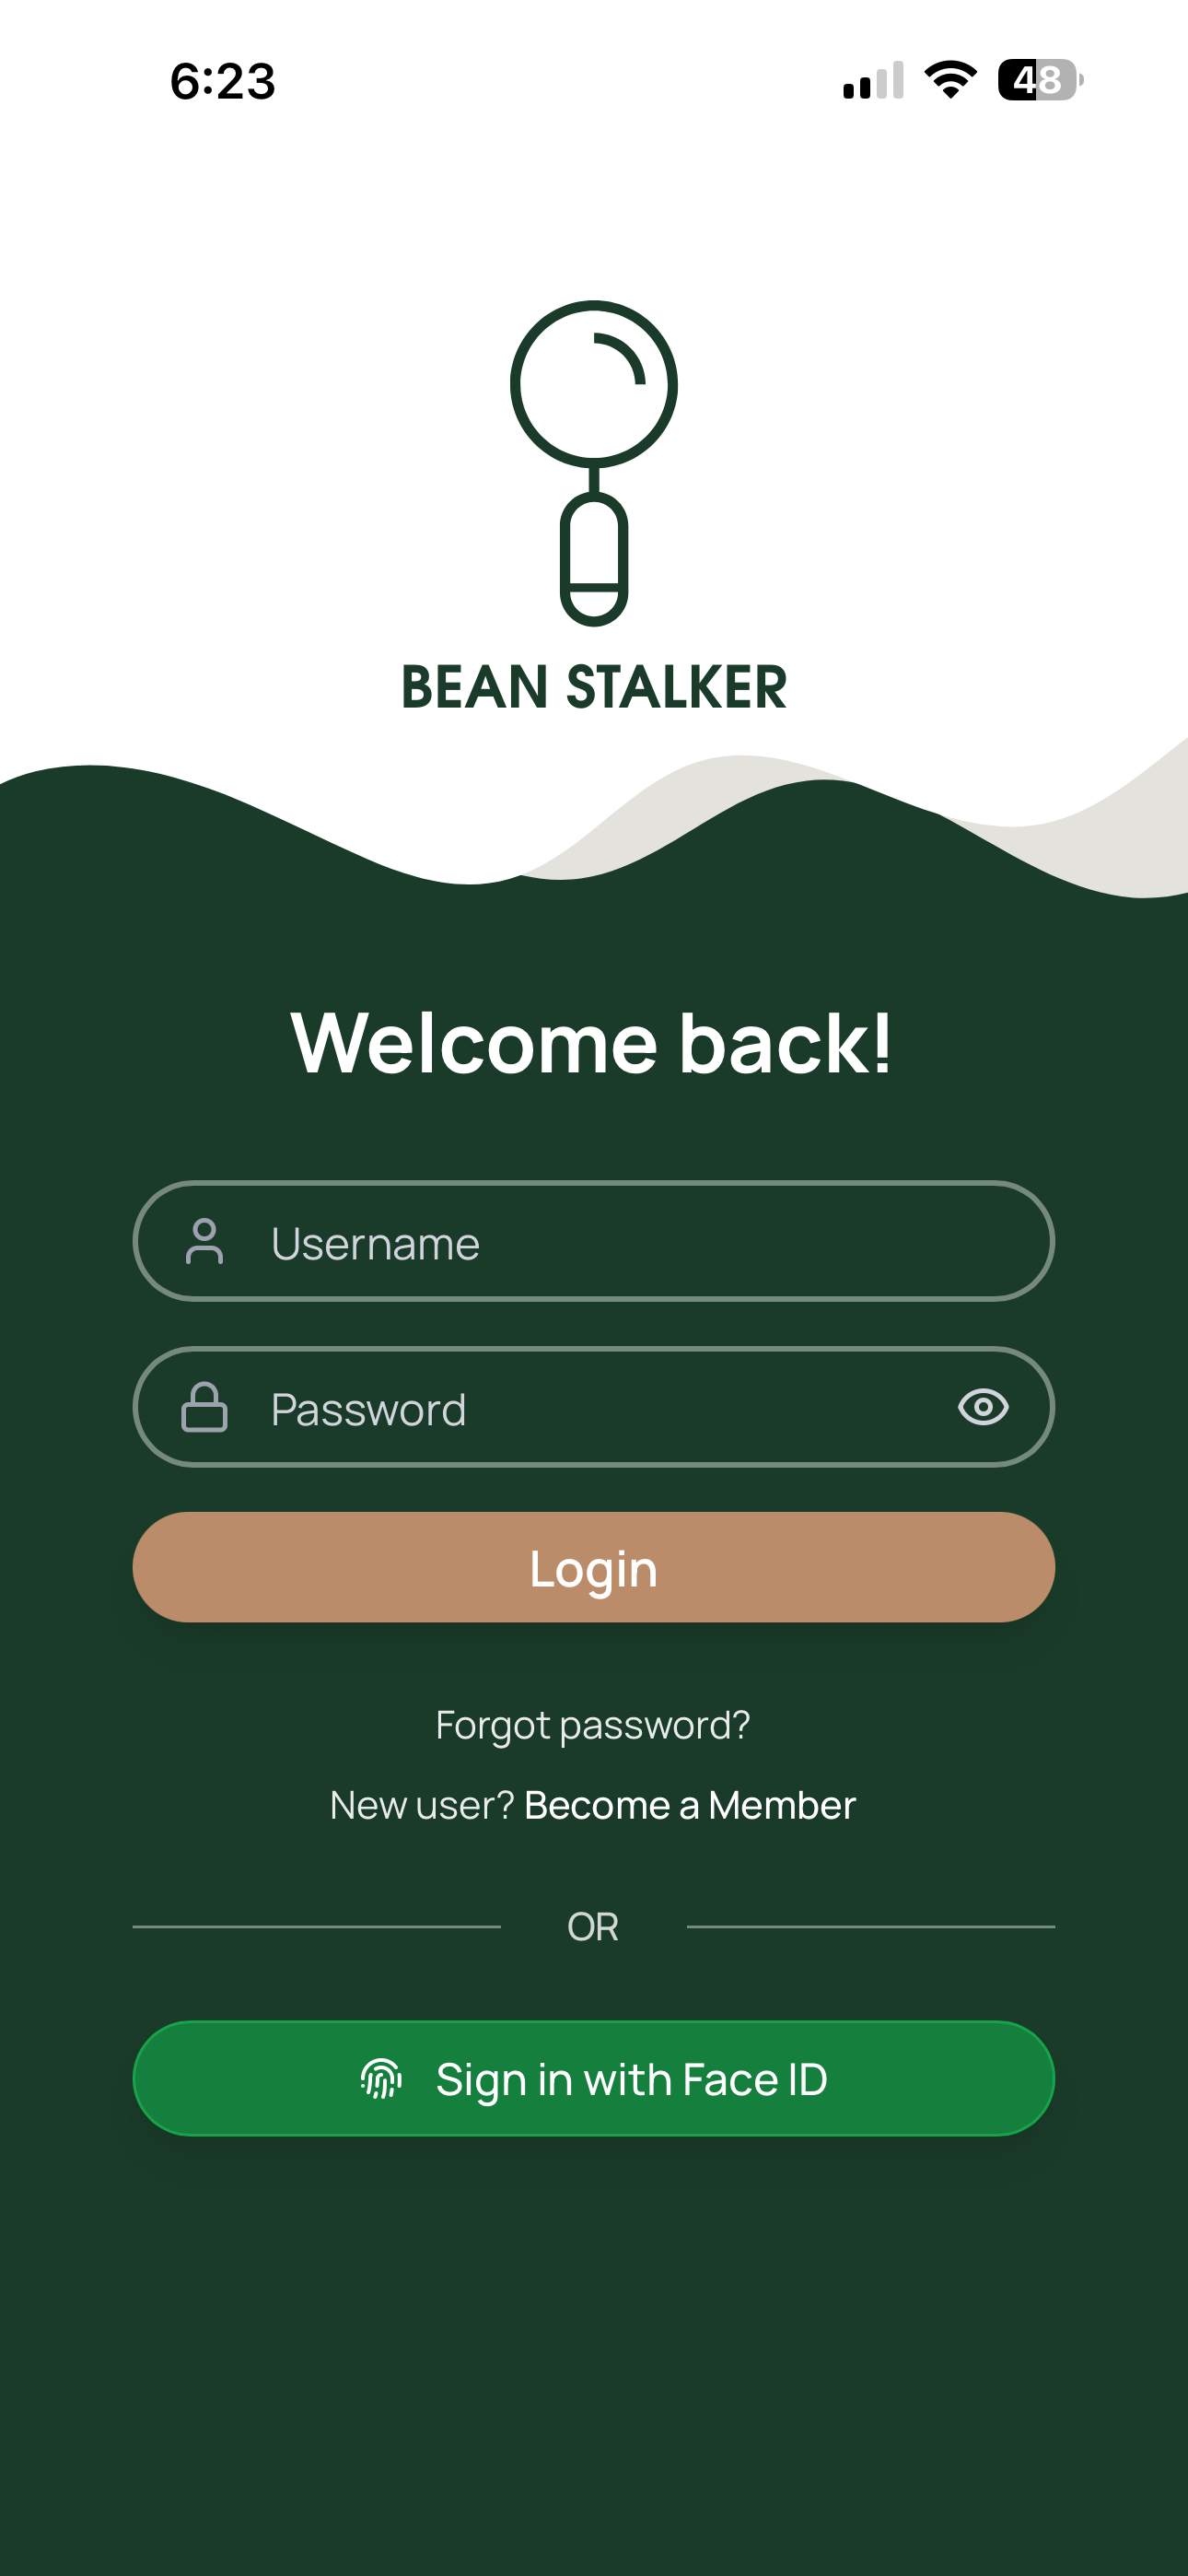 6:23
48
BEAN STALKER
Welcome back!
Username
Password
Login
Forgot password?
New user? Become a Member
OR
Sign in with Face ID